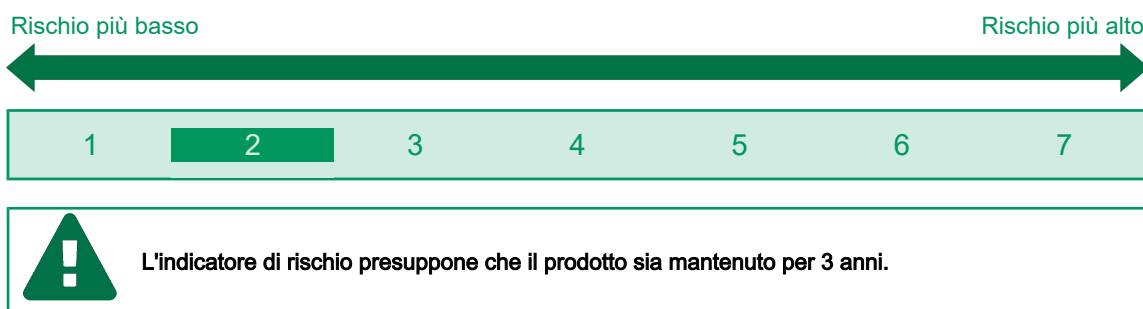 Rischio più basso Rischio più alto
1 2 3 4 5 6 7
L'indicatore di rischio presuppone che il prodotto sia mantenuto per 3 anni.